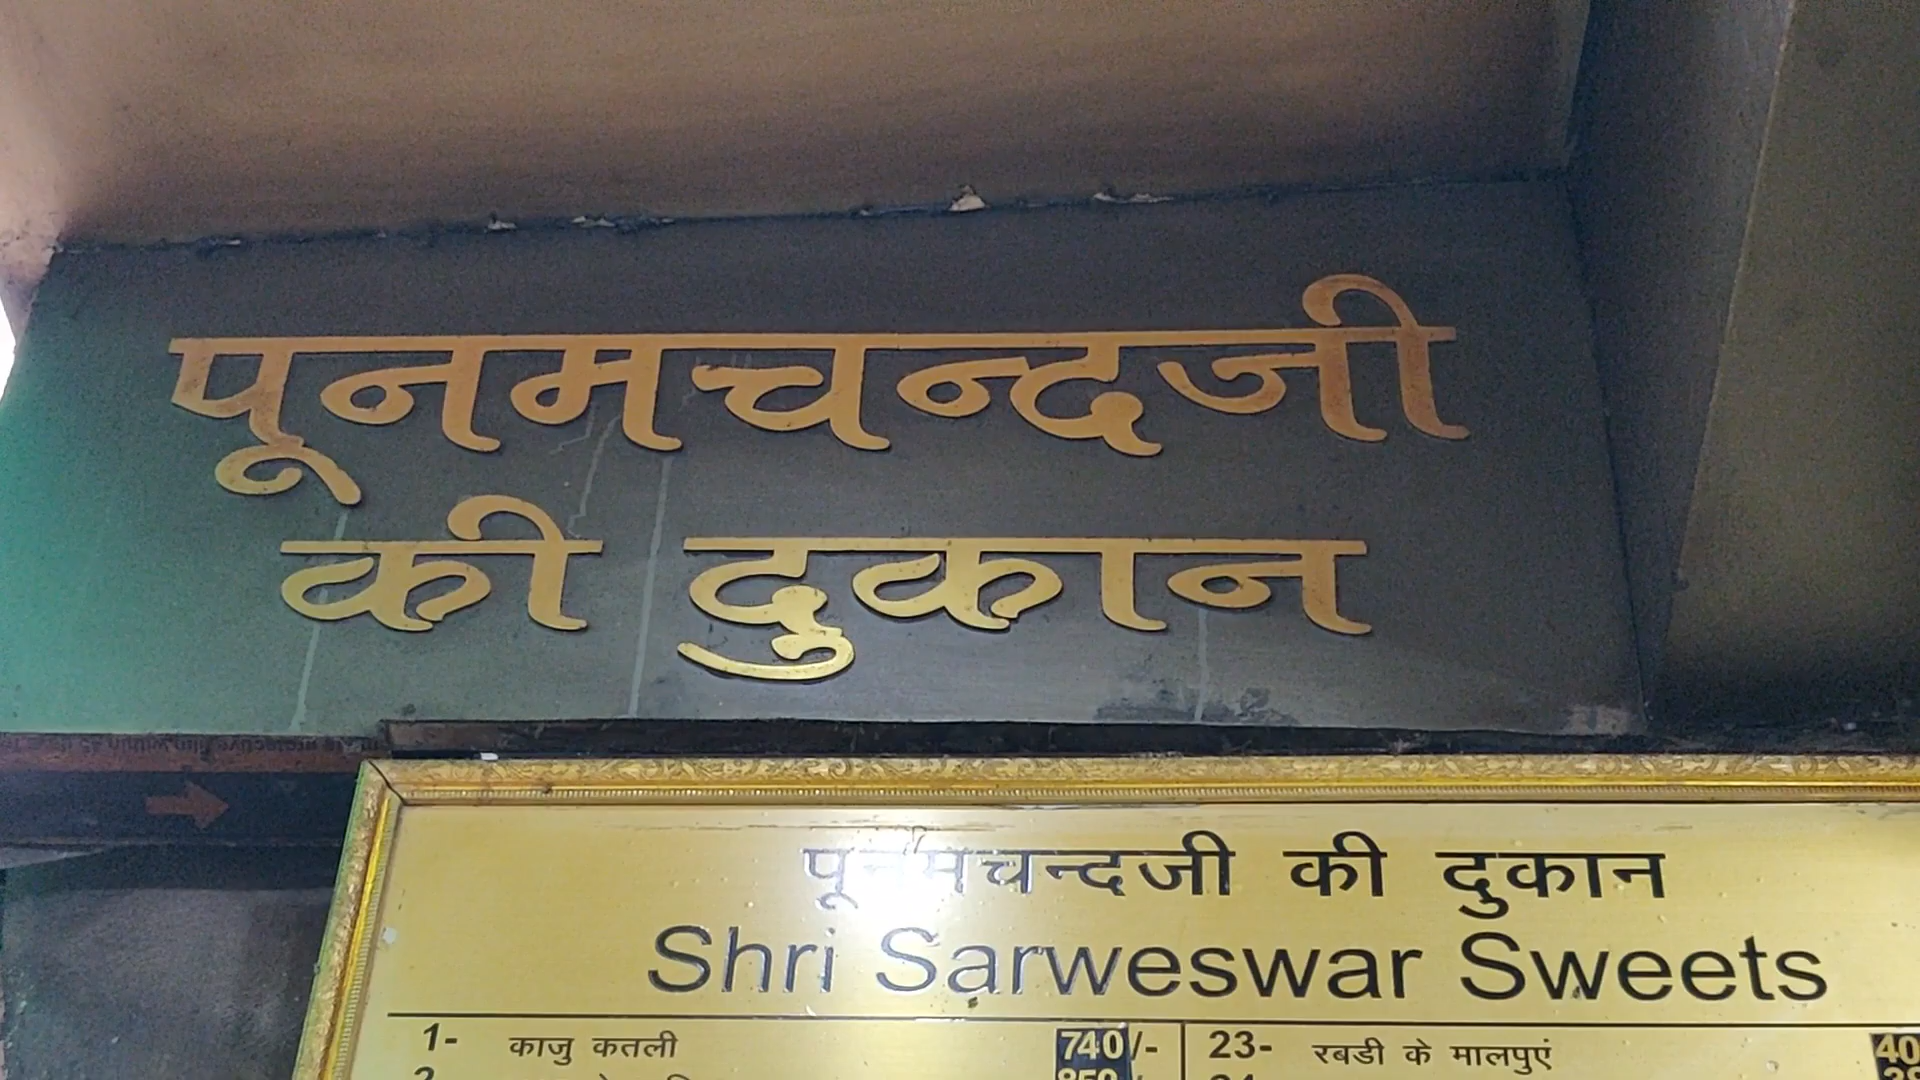 पूनमचन्दजी
की दुकान
पूनमचन्दजी की दुकान
Shri Sarweswar Sweets
1- काजु कतली 740/- 23- रबडी के मालपुएं